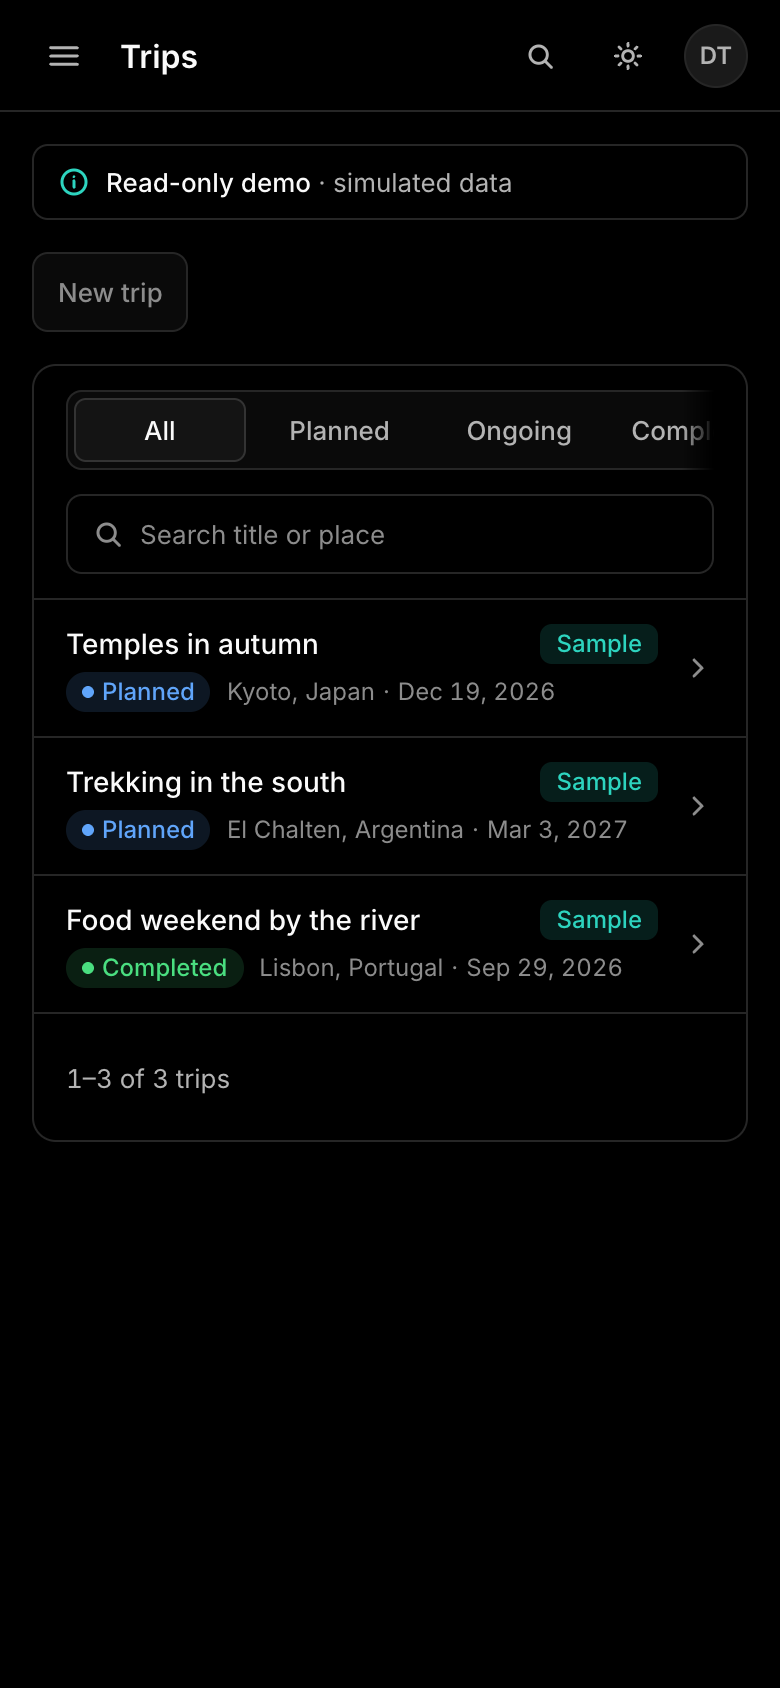 Trips
DT
Read-only demo · simulated data
New trip
All Planned Ongoing Compl
Search title or place
Temples in autumn Sample
Planned Kyoto, Japan · Dec 19, 2026
Trekking in the south Sample
Planned El Chalten, Argentina · Mar 3, 2027
Food weekend by the river Sample
Completed Lisbon, Portugal · Sep 29, 2026
1–3 of 3 trips